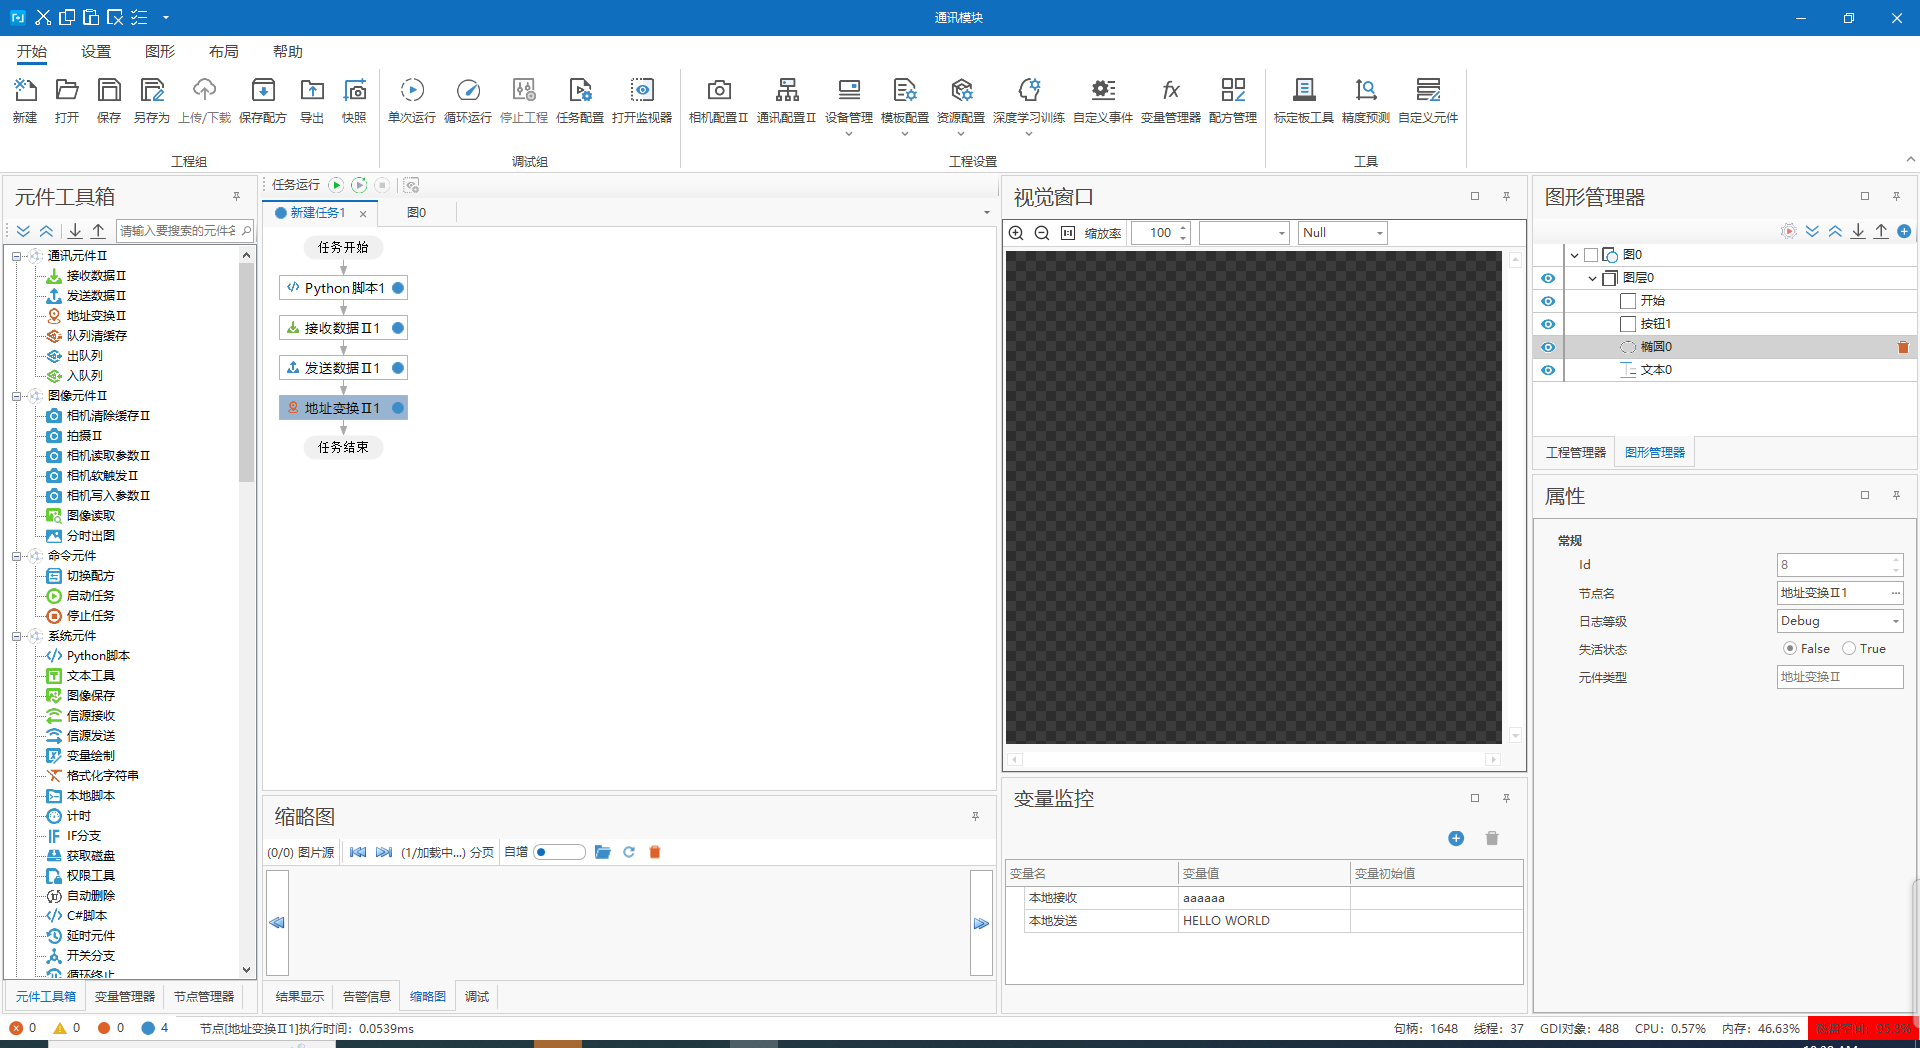 通讯模块
开始 设置 图形 布局 帮助
新建 打开 保存 另存为 上传/下载 保存配方 导出 快照 单次运行 循环运行 停止工程 任务配置 打开监视器 相机配置Ⅱ 通讯配置Ⅱ 设备管理 模板配置 资源配置 深度学习训练 自定义事件 变量管理器 配方管理 标定板工具 精度预测 自定义元件
工程组 调试组 工程设置 工具
元件工具箱
请输入要搜索的元件名
通讯元件Ⅱ
接收数据Ⅱ
发送数据Ⅱ
地址变换Ⅱ
队列清缓存
出队列
入队列
图像元件Ⅱ
相机清除缓存Ⅱ
拍摄Ⅱ
相机读取参数Ⅱ
相机软触发Ⅱ
相机写入参数Ⅱ
图像读取
分时出图
命令元件
切换配方
启动任务
停止任务
系统元件
Python脚本
文本工具
图像保存
信源接收
信源发送
变量绘制
格式化字符串
本地脚本
计时
IF分支
获取磁盘
权限工具
自动删除
C#脚本
延时元件
开关分支
循环终止
元件工具箱 变量管理器 节点管理器
任务运行
新建任务1 图0
任务开始
Python脚本1
接收数据Ⅱ1
发送数据Ⅱ1
地址变换Ⅱ1
任务结束
缩略图
(0/0) 图片源 (1/加载中...) 分页 自增
结果显示 告警信息 缩略图 调试
视觉窗口
缩放率 100 Null
变量监控
变量名 变量值 变量初始值
本地接收 aaaaaa
本地发送 HELLO WORLD
图形管理器
图0
图层0
开始
按钮1
椭圆0
文本0
工程管理器 图形管理器
属性
常规
Id 8
节点名 地址变换Ⅱ1
日志等级 Debug
失活状态 False True
元件类型 地址变换Ⅱ
0 0 0 4 节点[地址变换Ⅱ1]执行时间：0.0539ms 句柄：1648 线程：37 GDI对象：488 CPU：0.57% 内存：46.63%